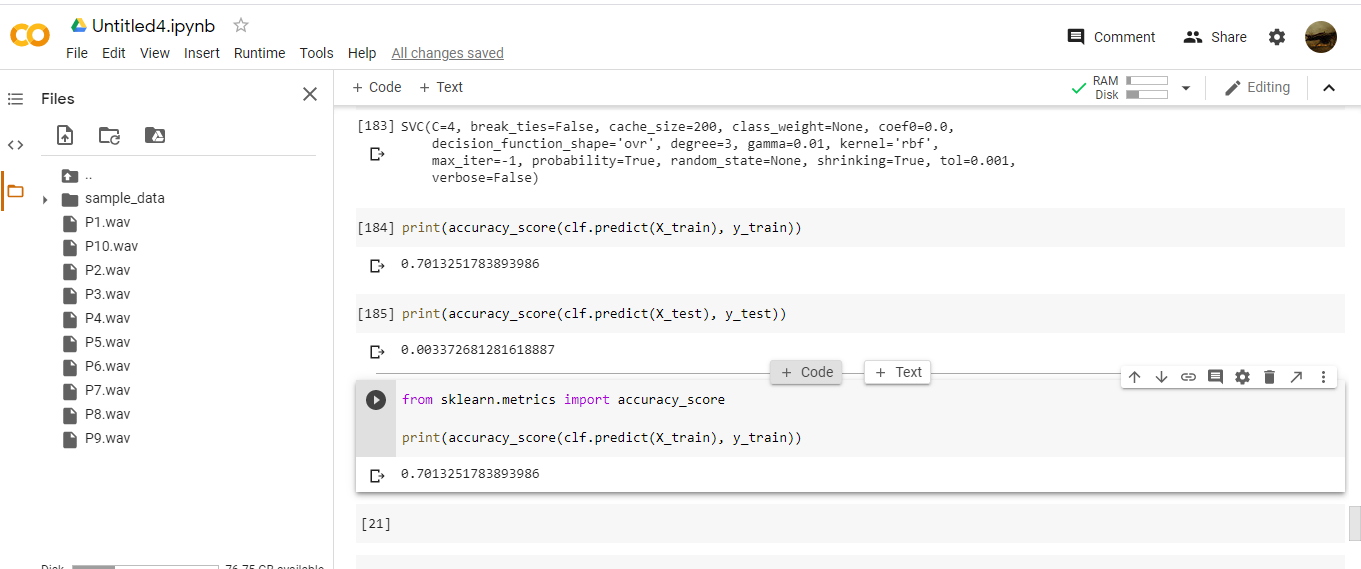 Untitled4.ipynb
File Edit View Insert Runtime Tools Help All changes saved
Comment
Share
Files
+ Code + Text
RAM
Disk
Editing
..
sample_data
P1.wav
P10.wav
P2.wav
P3.wav
P4.wav
P5.wav
P6.wav
P7.wav
P8.wav
P9.wav
Disk 76.75 GB available
[183] SVC(C=4, break_ties=False, cache_size=200, class_weight=None, coef0=0.0,
decision_function_shape='ovr', degree=3, gamma=0.01, kernel='rbf',
max_iter=-1, probability=True, random_state=None, shrinking=True, tol=0.001,
verbose=False)
[184] print(accuracy_score(clf.predict(X_train), y_train))
0.7013251783893986
[185] print(accuracy_score(clf.predict(X_test), y_test))
0.003372681281618887
+ Code + Text
from sklearn.metrics import accuracy_score
print(accuracy_score(clf.predict(X_train), y_train))
0.7013251783893986
[21]